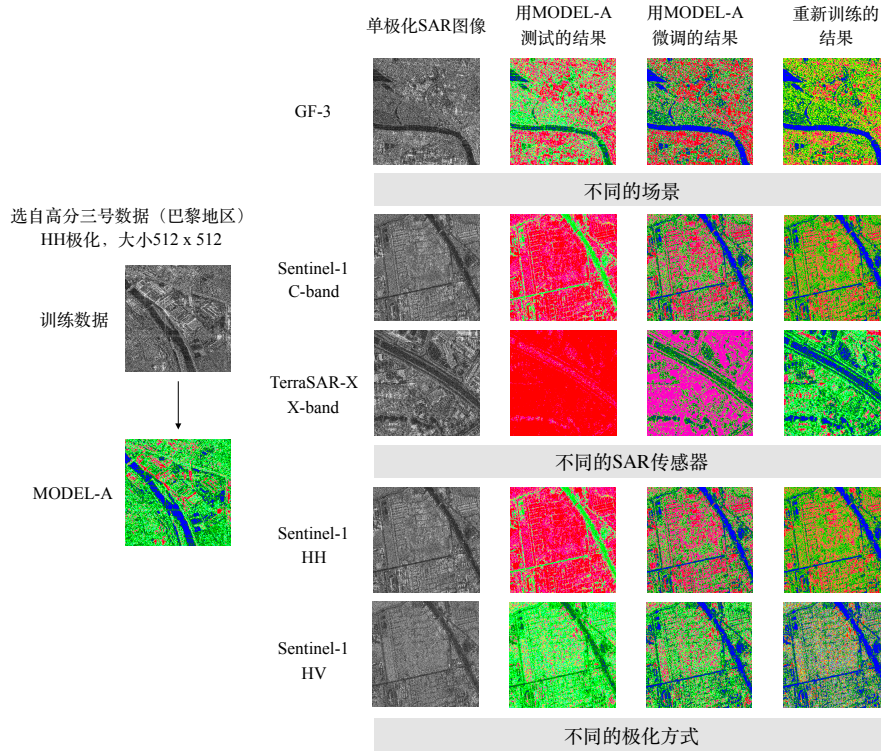 单极化SAR图像
用MODEL-A
测试的结果
用MODEL-A
微调的结果
重新训练的
结果
GF-3
不同的场景
选自高分三号数据（巴黎地区）
HH极化，大小512 x 512
训练数据
MODEL-A
Sentinel-1
C-band
TerraSAR-X
X-band
不同的SAR传感器
Sentinel-1
HH
Sentinel-1
HV
不同的极化方式